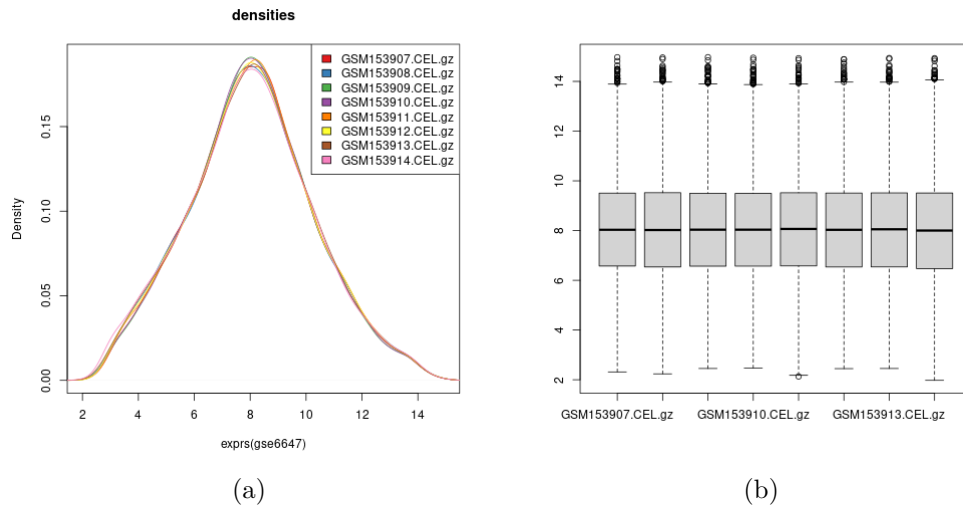 densities
GSM153907.CEL.gz
GSM153908.CEL.gz
GSM153909.CEL.gz
GSM153910.CEL.gz
GSM153911.CEL.gz
GSM153912.CEL.gz
GSM153913.CEL.gz
GSM153914.CEL.gz
Density
0.00 0.05 0.10 0.15
2 4 6 8 10 12 14
exprs(gse6647)
(a)
2 4 6 8 10 12 14
GSM153907.CEL.gz GSM153910.CEL.gz GSM153913.CEL.gz
(b)